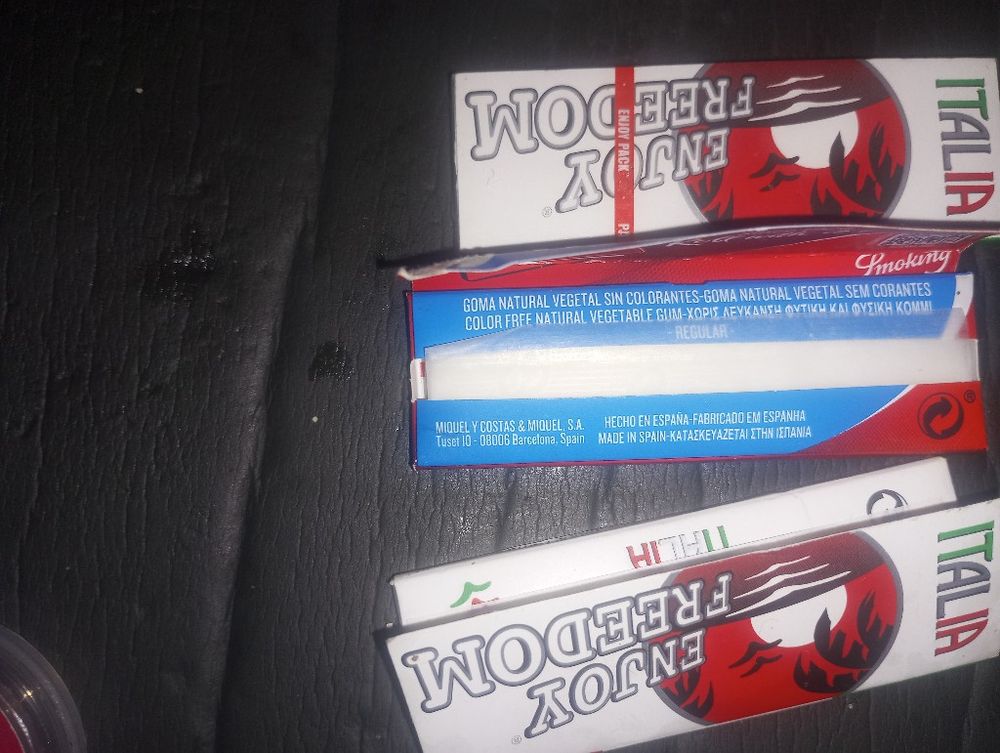 ITALIA
ENJOY
FREEDOM
®
ENJOY PACK™
Smoking
GOMA NATURAL VEGETAL SIN COLORANTES-GOMA NATURAL VEGETAL SEM CORANTES
COLOR FREE NATURAL VEGETABLE GUM-ΧΩΡΙΣ ΛΕΥΚΑΝΣΗ ΦΥΤΙΚΗ ΚΑΙ ΦΥΣΙΚΗ ΚΟΜΜΙ
- REGULAR -
MIQUEL Y COSTAS & MIQUEL, S.A.
Tuset 10 - 08006 Barcelona, Spain
HECHO EN ESPAÑA-FABRICADO EM ESPANHA
MADE IN SPAIN-ΚΑΤΑΣΚΕΥΑΖΕΤΑΙ ΣΤΗΝ ΙΣΠΑΝΙΑ
®
ITALIA
ITALIA
ENJOY
FREEDOM
®